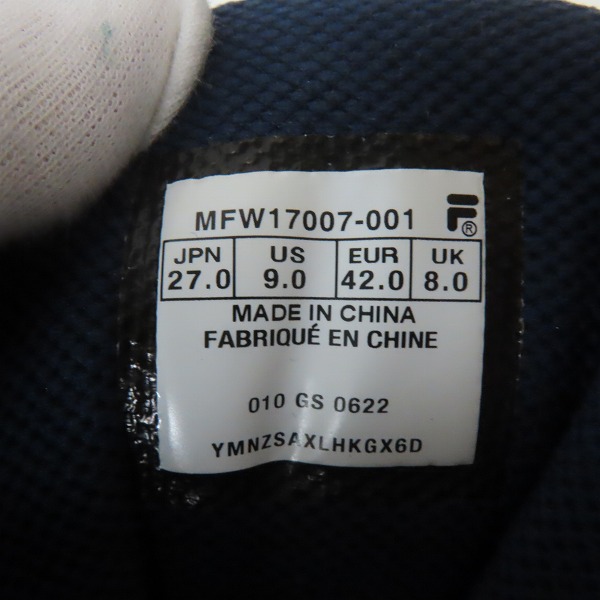 MFW17007-001 F®
JPN US EUR UK
27.0 9.0 42.0 8.0
MADE IN CHINA
FABRIQUÉ EN CHINE
010 GS 0622
YMNZSAXLHKGX6D